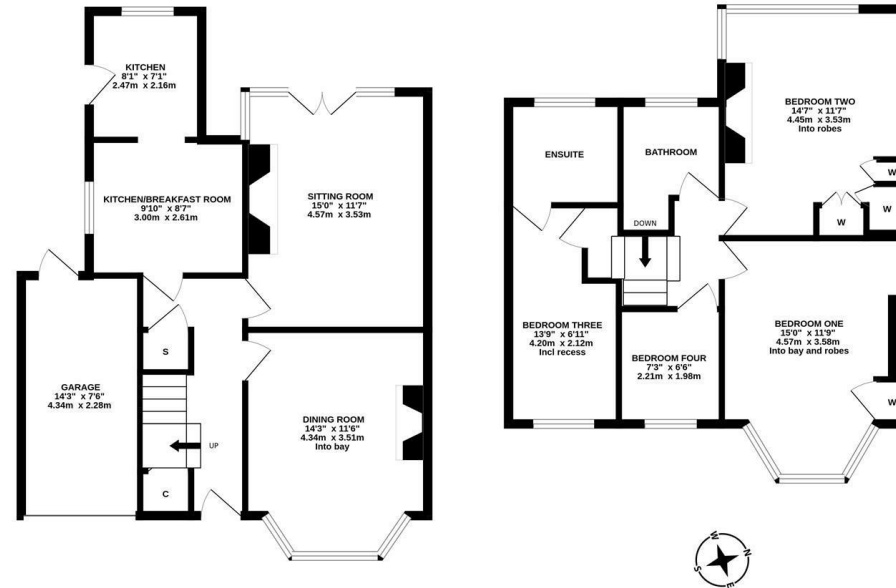 KITCHEN
8'1" x 7'1"
2.47m x 2.16m
KITCHEN/BREAKFAST ROOM
9'10" x 8'7"
3.00m x 2.61m
SITTING ROOM
15'0" x 11'7"
4.57m x 3.53m
S
GARAGE
14'3" x 7'6"
4.34m x 2.28m
UP
C
DINING ROOM
14'3" x 11'6"
4.34m x 3.51m
Into bay
ENSUITE
BATHROOM
DOWN
BEDROOM TWO
14'7" x 11'7"
4.45m x 3.53m
Into robes
W
W
W
BEDROOM THREE
13'9" x 6'11"
4.20m x 2.12m
Incl recess
BEDROOM FOUR
7'3" x 6'6"
2.21m x 1.98m
BEDROOM ONE
15'0" x 11'9"
4.57m x 3.58m
Into bay and robes
W
W
N
S
E